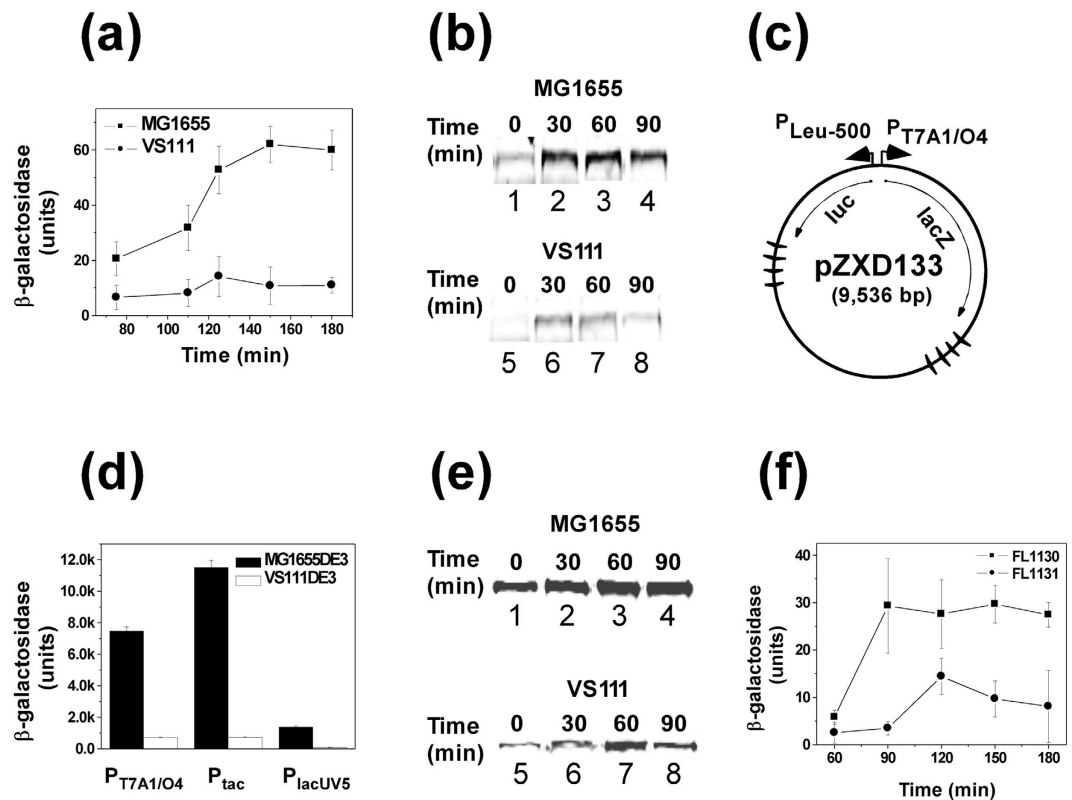 (a)
MG1655
VS111
60
40
20
0
80 100 120 140 160 180
β-galactosidase
(units)
Time (min)
(b)
MG1655
Time
(min)
0 30 60 90
1 2 3 4
VS111
Time
(min)
0 30 60 90
5 6 7 8
(c)
PLeu-500 PT7A1/O4
luc
lacZ
pZXD133
(9,536 bp)
(d)
MG1655DE3
VS111DE3
12.0k
10.0k
8.0k
6.0k
4.0k
2.0k
0.0
β-galactosidase
(units)
PT7A1/O4 Ptac PlacUV5
(e)
MG1655
Time
(min)
0 30 60 90
1 2 3 4
VS111
Time
(min)
0 30 60 90
5 6 7 8
(f)
FL1130
FL1131
40
30
20
10
0
60 90 120 150 180
β-galactosidase
(units)
Time (min)